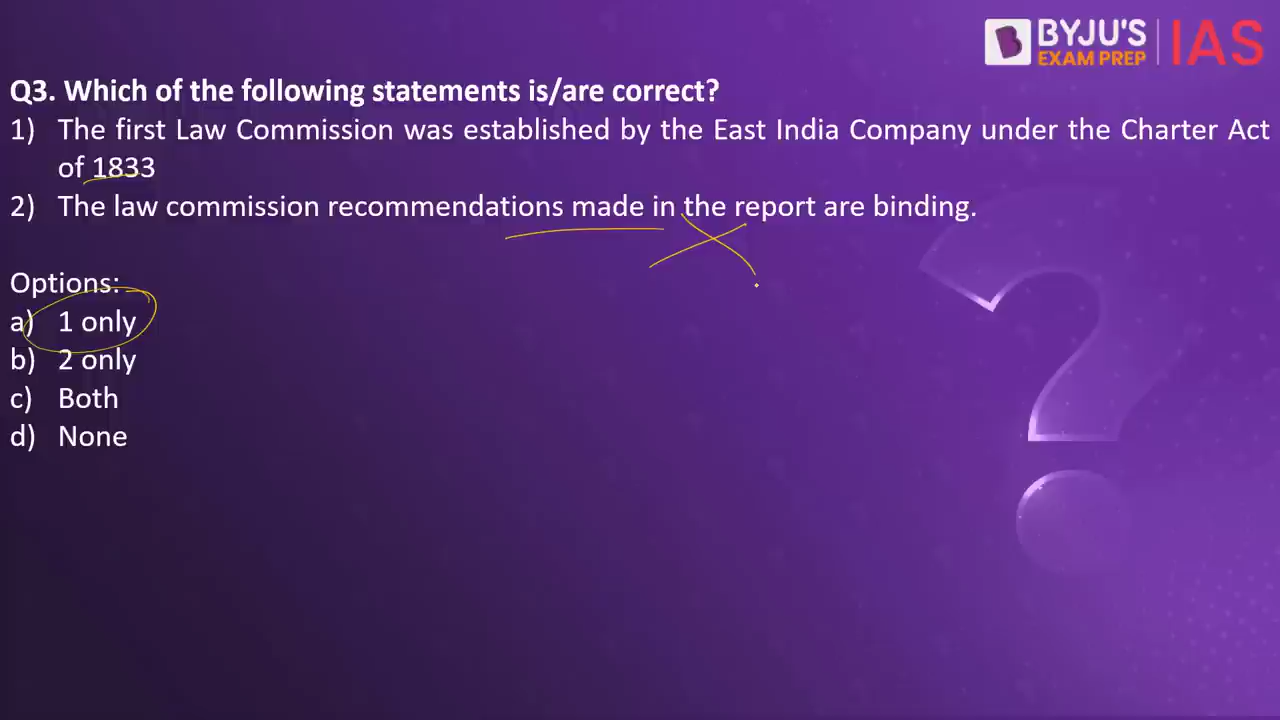 BYJU'S
EXAM PREP
IAS
Q3. Which of the following statements is/are correct?
1) The first Law Commission was established by the East India Company under the Charter Act
of 1833
2) The law commission recommendations made in the report are binding.
Options:
a) 1 only
b) 2 only
c) Both
d) None